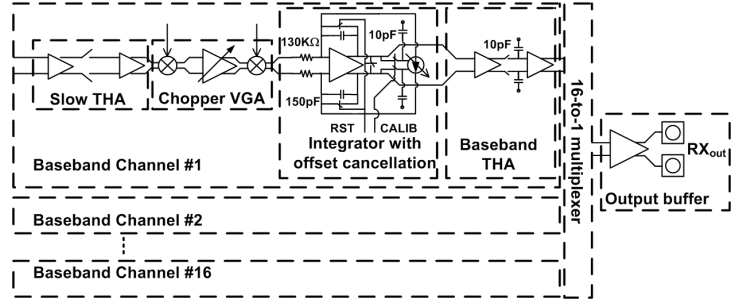 130KΩ
10pF
10pF
Slow THA
Chopper VGA
150pF
RST
CALIB
Integrator with
offset cancellation
Baseband
THA
Baseband Channel #1
16-to-1 multiplexer
RXout
Output buffer
Baseband Channel #2
Baseband Channel #16